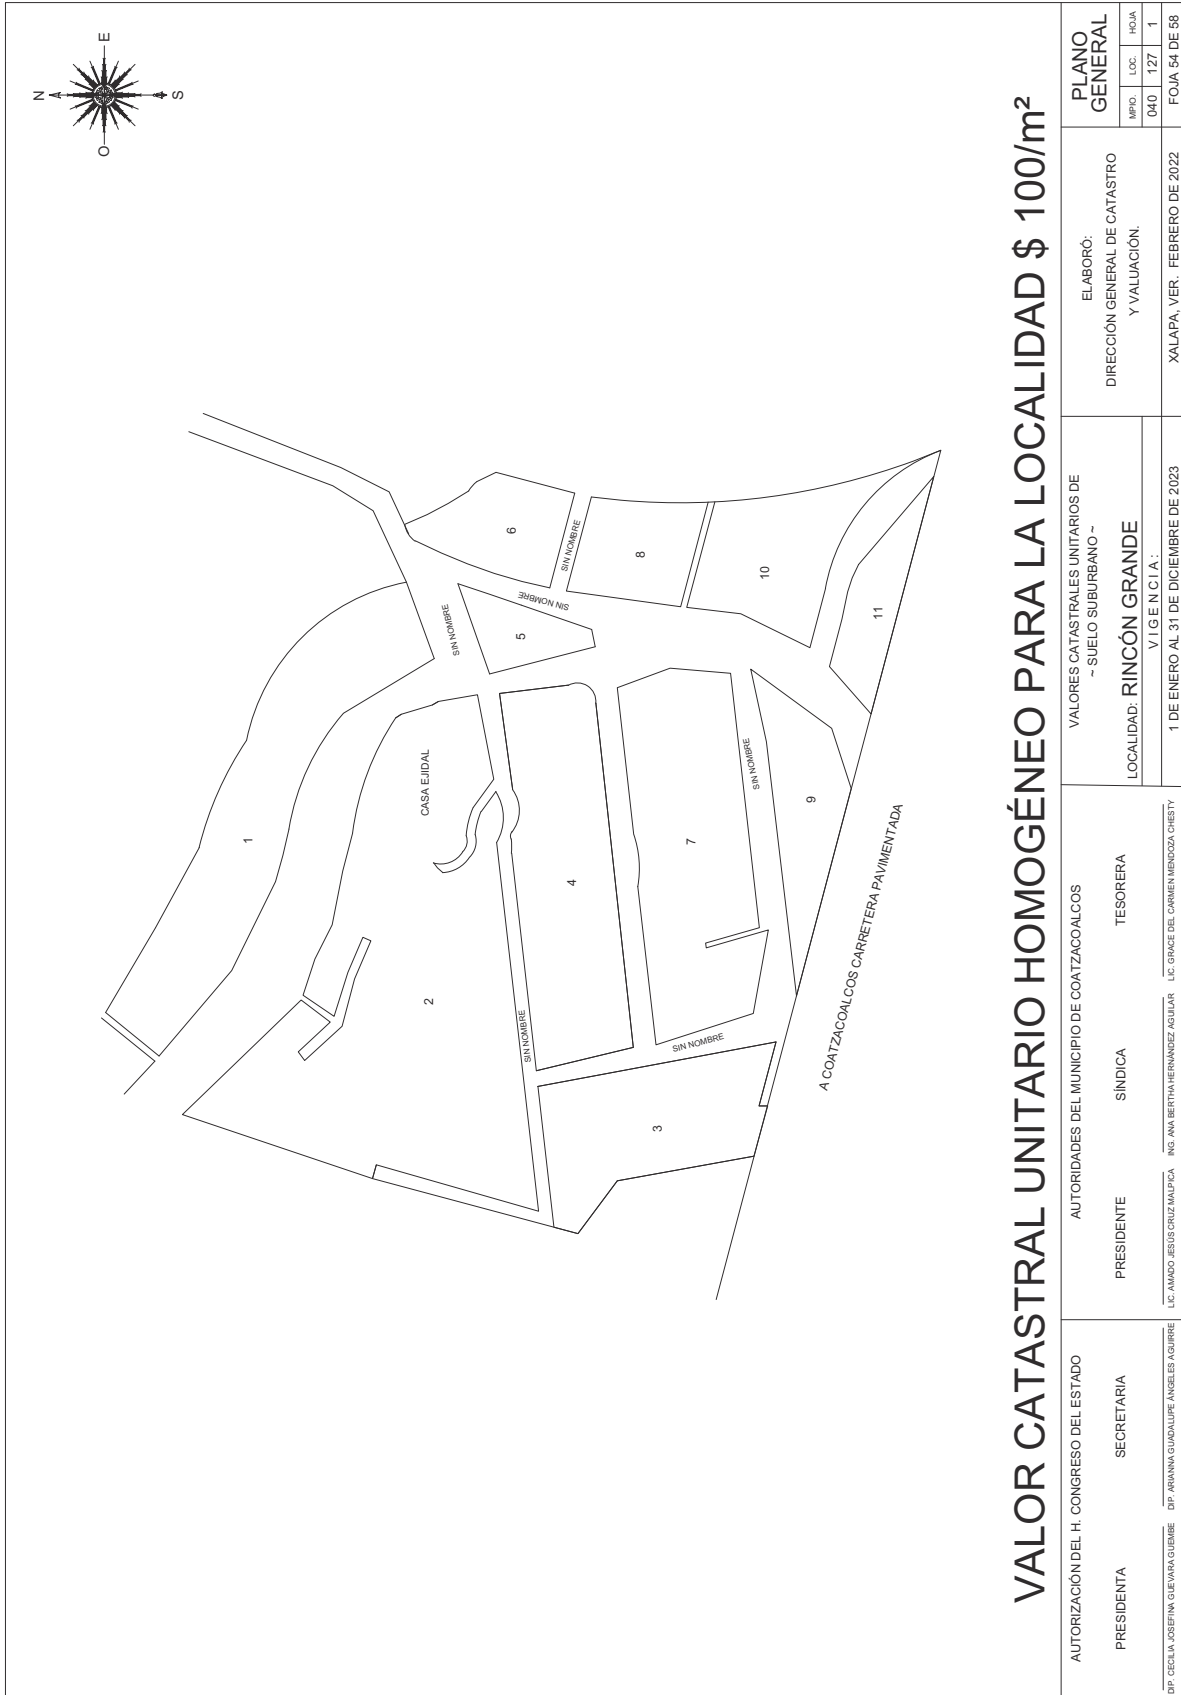 N
E
O
S
1
2
CASA EJIDAL
SIN NOMBRE
SIN NOMBRE
SIN NOMBRE
6
5
8
10
11
4
SIN NOMBRE
SIN NOMBRE
7
SIN NOMBRE
9
3
A COATZACOALCOS CARRETERA PAVIMENTADA
VALOR CATASTRAL UNITARIO HOMOGÉNEO PARA LA LOCALIDAD $ 100/m²
AUTORIZACIÓN DEL H. CONGRESO DEL ESTADO
PRESIDENTA SECRETARIA
DIP. CECILIA JOSEFINA GUEVARA GUEMBE DIP. ARIANNA GUADALUPE ÁNGELES AGUIRRE
AUTORIDADES DEL MUNICIPIO DE COATZACOALCOS
PRESIDENTE SÍNDICA TESORERA
LIC. AMADO JESÚS CRUZ MALPICA ING. ANA BERTHA HERNÁNDEZ AGUILAR LIC. GRACE DEL CARMEN MENDOZA CHESTY
VALORES CATASTRALES UNITARIOS DE
~ SUELO SUBURBANO ~
LOCALIDAD: RINCÓN GRANDE
V I G E N C I A :
1 DE ENERO AL 31 DE DICIEMBRE DE 2023
ELABORÓ:
DIRECCIÓN GENERAL DE CATASTRO
Y VALUACIÓN.
XALAPA, VER. FEBRERO DE 2022
PLANO
GENERAL
MPIO. LOC. HOJA
040 127 1
FOJA 54 DE 58